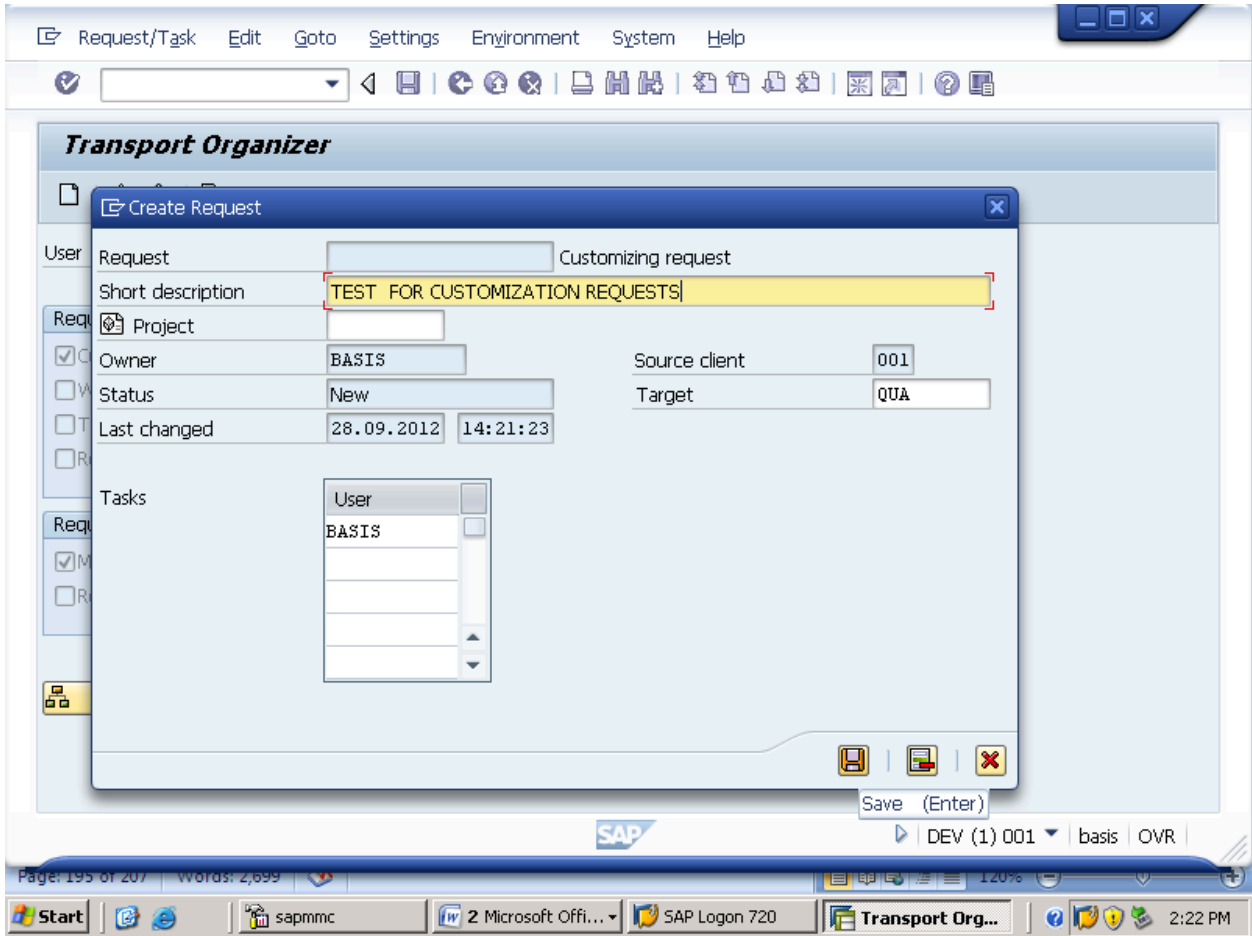 Request/Task Edit Goto Settings Environment System Help
Transport Organizer
Create Request
User
Request Customizing request
Short description TEST FOR CUSTOMIZATION REQUESTS
Project
Owner BASIS Source client 001
Status New Target QUA
Last changed 28.09.2012 14:21:23
Tasks User
BASIS
Save (Enter)
SAP DEV (1) 001 basis OVR
Page: 195 of 207 Words: 2,699 120%
Start sapmmc 2 Microsoft Offi... SAP Logon 720 Transport Org... 2:22 PM